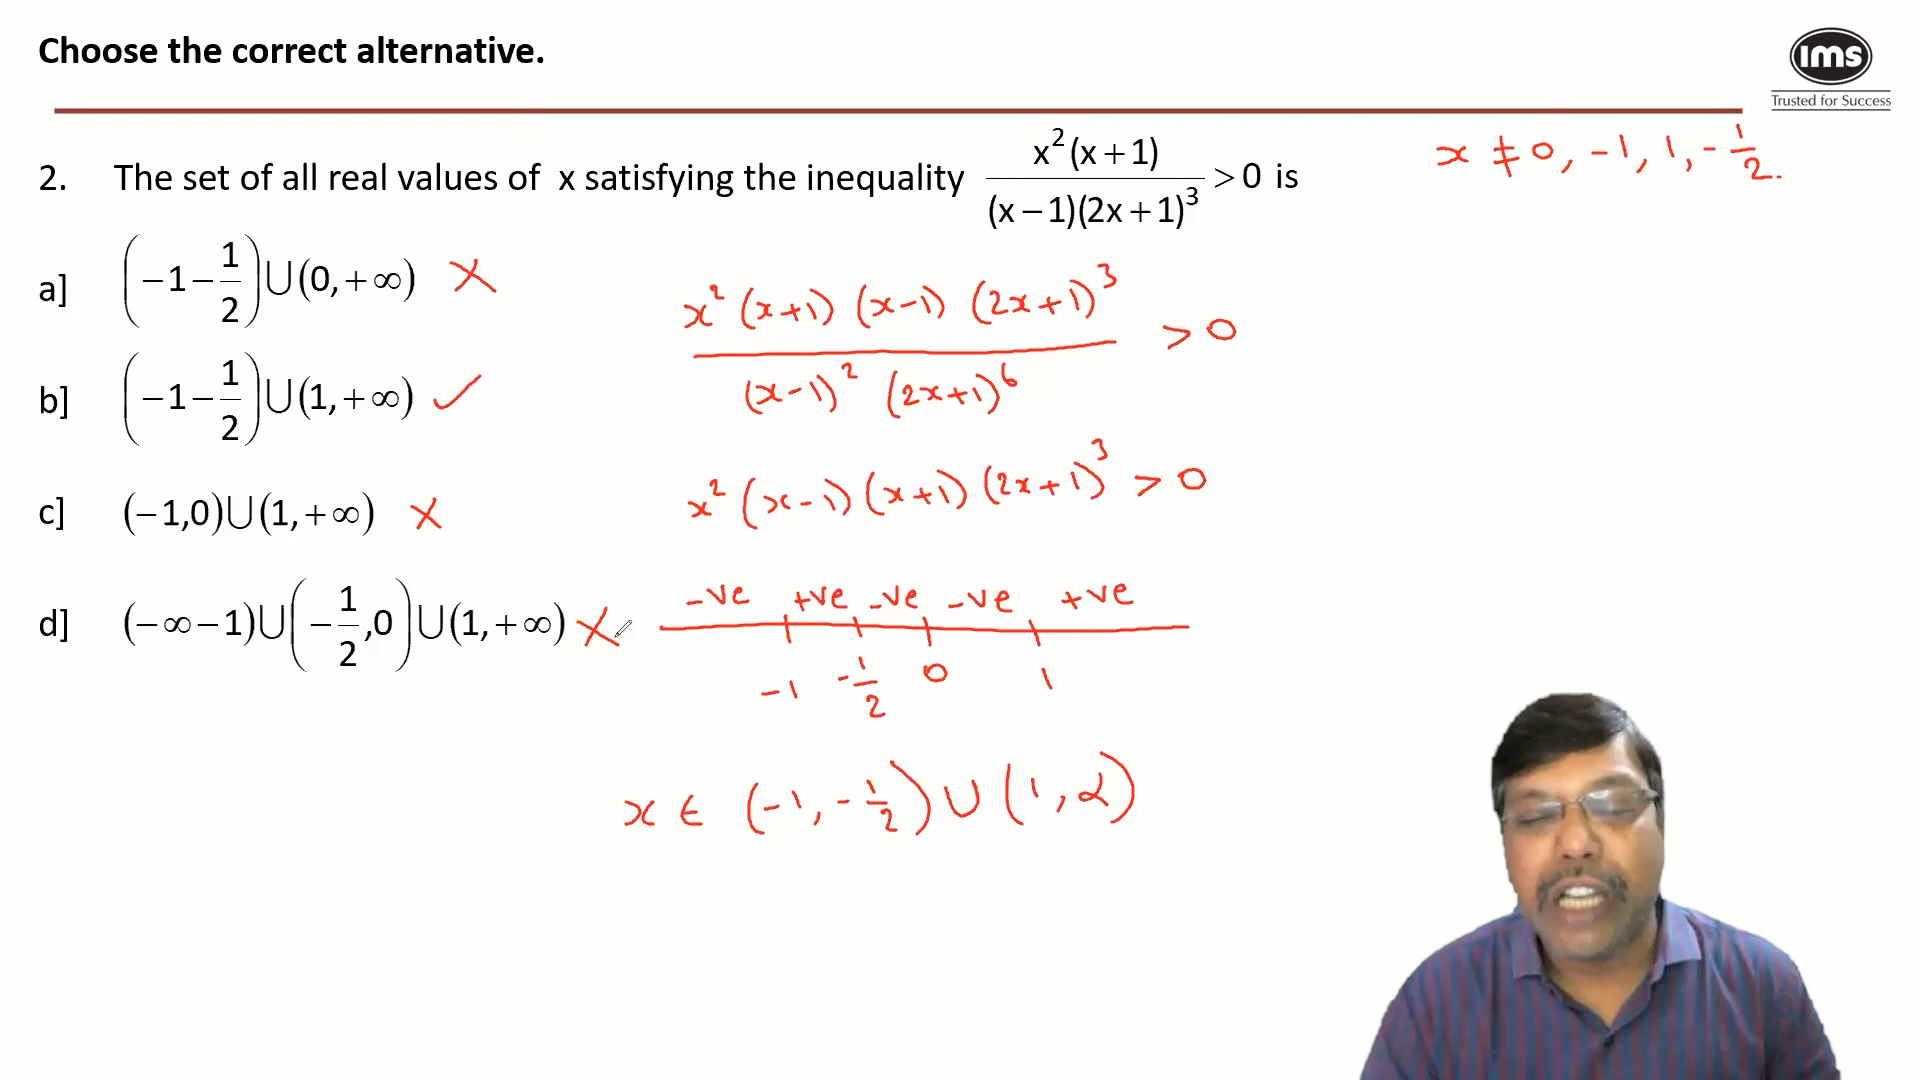 Choose the correct alternative.
ims
Trusted for Success
2. The set of all real values of x satisfying the inequality x²(x+1)/(x−1)(2x+1)³ > 0 is
x ≠ 0, -1, 1, -1/2.
a] (−1−1/2)∪(0,+∞) ×
b] (−1−1/2)∪(1,+∞) ✓
c] (−1,0)∪(1,+∞) ×
d] (−∞−1)∪(−1/2,0)∪(1,+∞) ×
x² (x+1) (x-1) (2x+1)³ / (x-1)² (2x+1)⁶ > 0
x² (x-1) (x+1) (2x+1)³ > 0
-ve +ve -ve -ve +ve
-1 -1/2 0 1
x ∈ (-1, -1/2) ∪ (1, ∞)